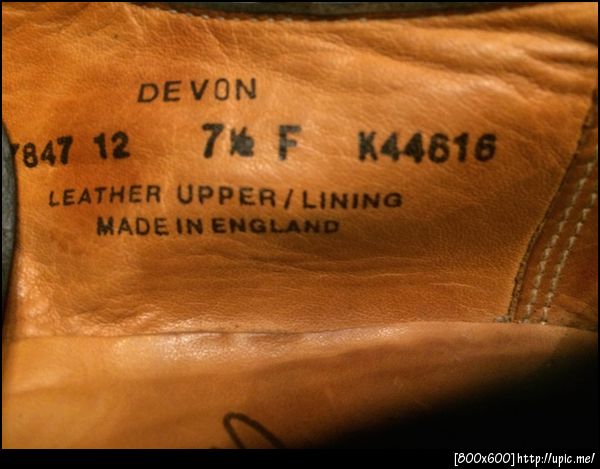 DEVON
7847 12 7½ F K44616
LEATHER UPPER/LINING
MADE IN ENGLAND
[800x600]http://upic.me/